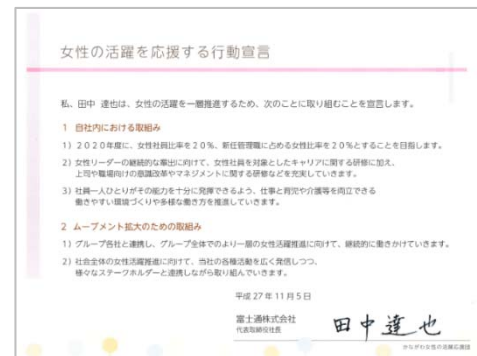 女性の活躍を応援する行動宣言
私、田中 達也は、女性の活躍を一層推進するため、次のことに取り組むことを宣言します。
1 自社内における取組み
1）２０２０年度に、女性社員比率を２０％、新任管理職に占める女性比率を２０％とすることを目指します。
2）女性リーダーの継続的な輩出に向けて、女性社員を対象としたキャリアに関する研修に加え、
上司や職場向けの意識改革やマネジメントに関する研修などを充実していきます。
3）社員一人ひとりがその能力を十分に発揮できるよう、仕事と育児や介護等を両立できる
働きやすい環境づくりや多様な働き方を推進していきます。
2 ムーブメント拡大のための取組み
1）グループ各社と連携し、グループ全体でのより一層の女性活躍推進に向けて、継続的に働きかけていきます。
2）社会全体の女性活躍推進に向けて、当社の各種活動を広く発信しつつ、
様々なステークホルダーと連携しながら取り組んでいきます。
平成 27 年 11 月 5 日
富士通株式会社
代表取締役社長 田中達也
かながわ女性の活躍応援団